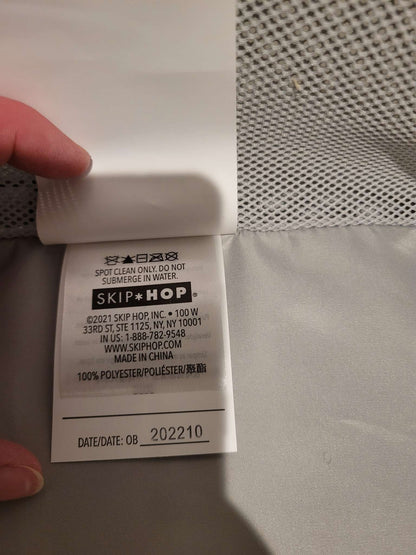 SPOT CLEAN ONLY. DO NOT
SUBMERGE IN WATER.
SKIP*HOP®
©2021 SKIP HOP, INC. • 100 W
33RD ST, STE 1125, NY, NY 10001
IN US: 1-888-782-9548
WWW.SKIPHOP.COM
MADE IN CHINA
100% POLYESTER/POLIÉSTER/聚酯
DATE/DATE: OB 202210